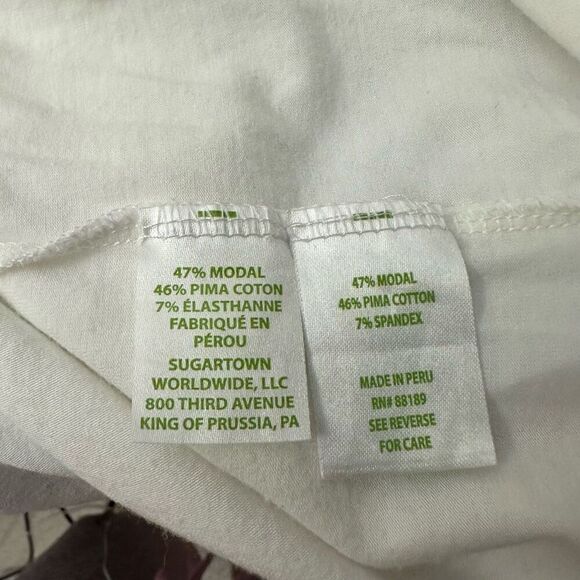 47% MODAL
46% PIMA COTON
7% ÉLASTHANNE
FABRIQUÉ EN
PÉROU
SUGARTOWN
WORLDWIDE, LLC
800 THIRD AVENUE
KING OF PRUSSIA, PA
47% MODAL
46% PIMA COTTON
7% SPANDEX
MADE IN PERU
RN# 88189
SEE REVERSE
FOR CARE